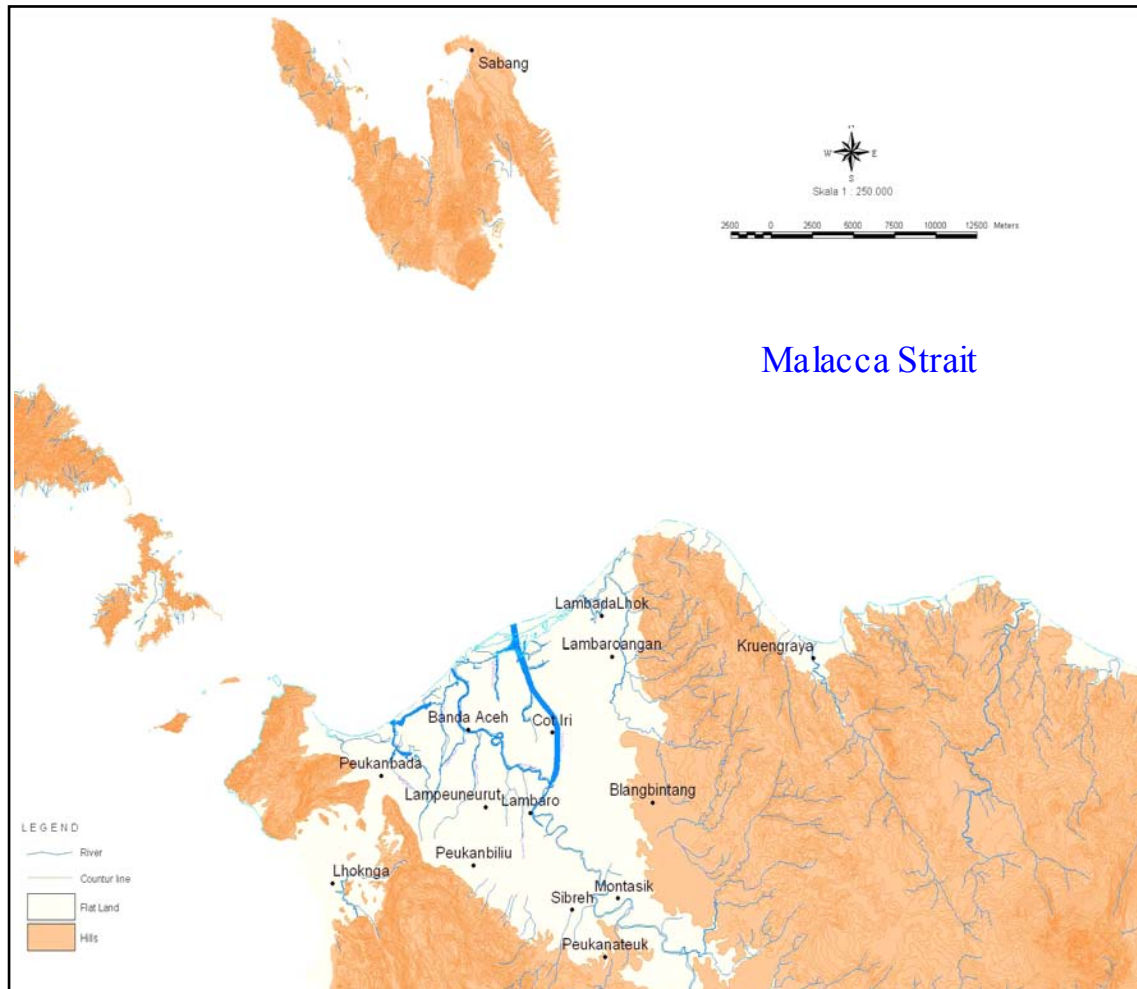 Sabang
N
W E
S
Skala 1 : 250.000
2500 0 2500 5000 7500 10000 12500 Meters
Malacca Strait
LambadaLhok
Lambaroangan
Kruengraya
Banda Aceh
Cot Iri
Peukanbada
Lampeuneurut
Lambaro
Blangbintang
Peukanbiliu
Lhoknga
Montasik
Sibreh
Peukanateuk
LEGEND
River
Countur line
Flat Land
Hills